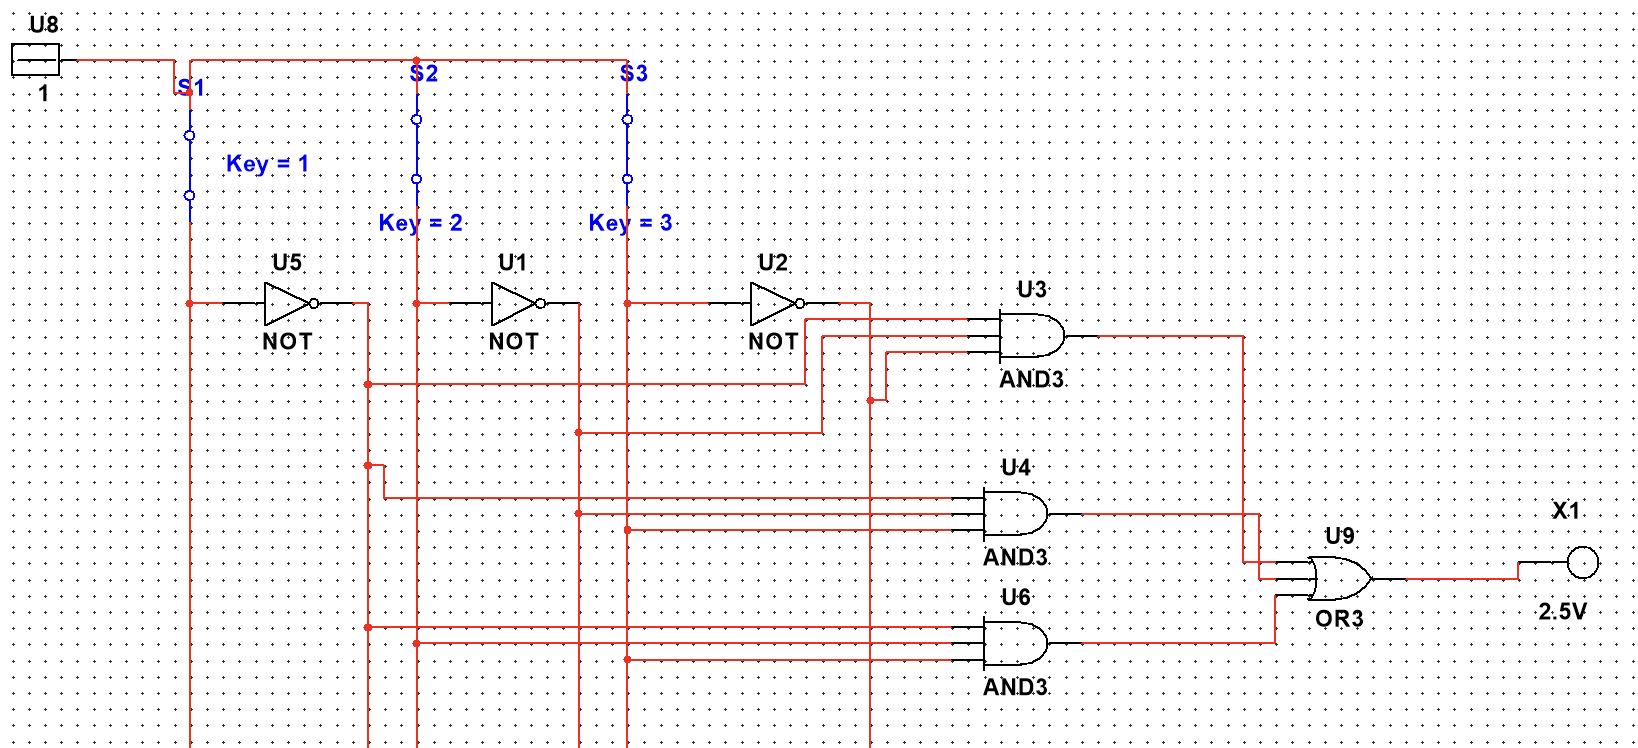 U8
1
S1
S2
S3
Key = 1
Key = 2
Key = 3
U5
U1
U2
NOT
NOT
NOT
U3
AND3
U4
AND3
U6
AND3
U9
OR3
X1
2.5V